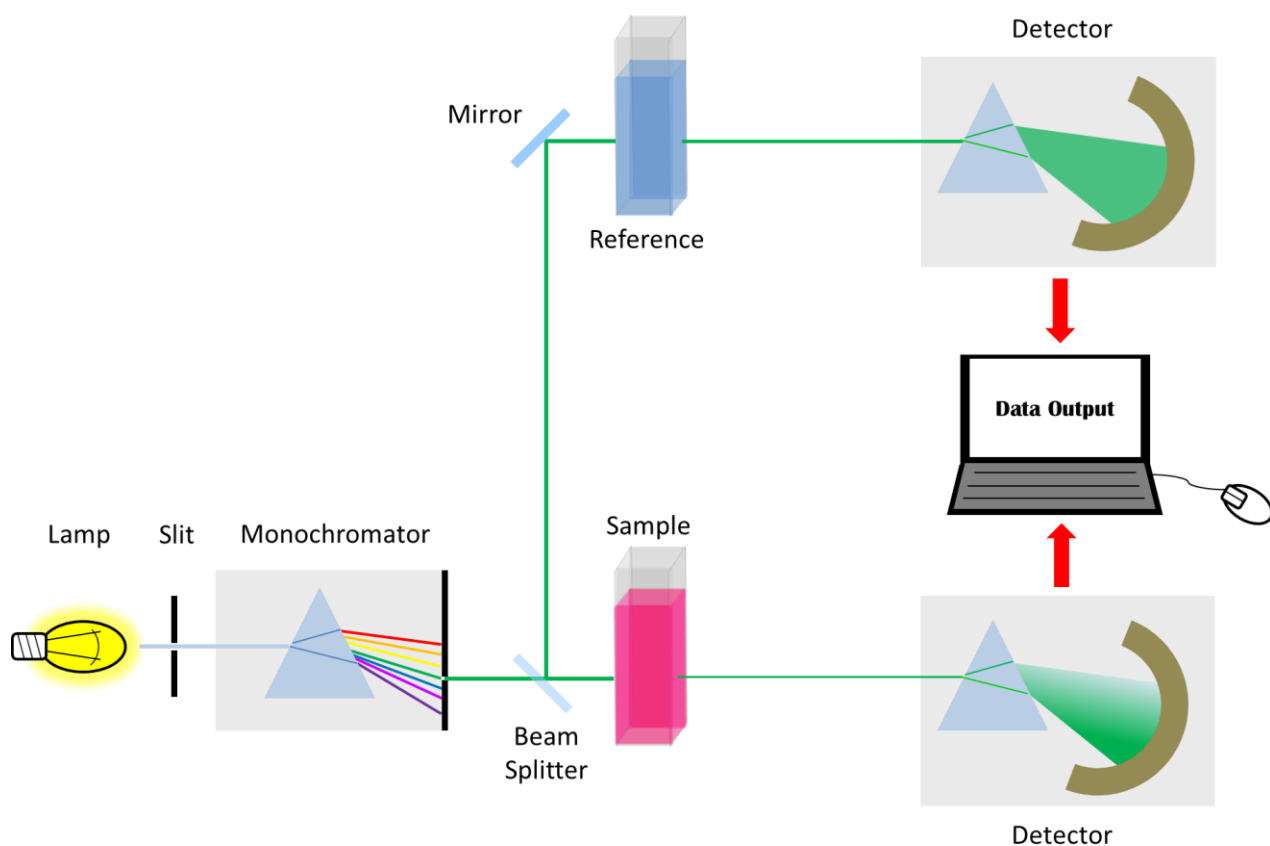 Detector
Mirror
Reference
Data Output
Lamp
Slit
Monochromator
Sample
Beam
Splitter
Detector